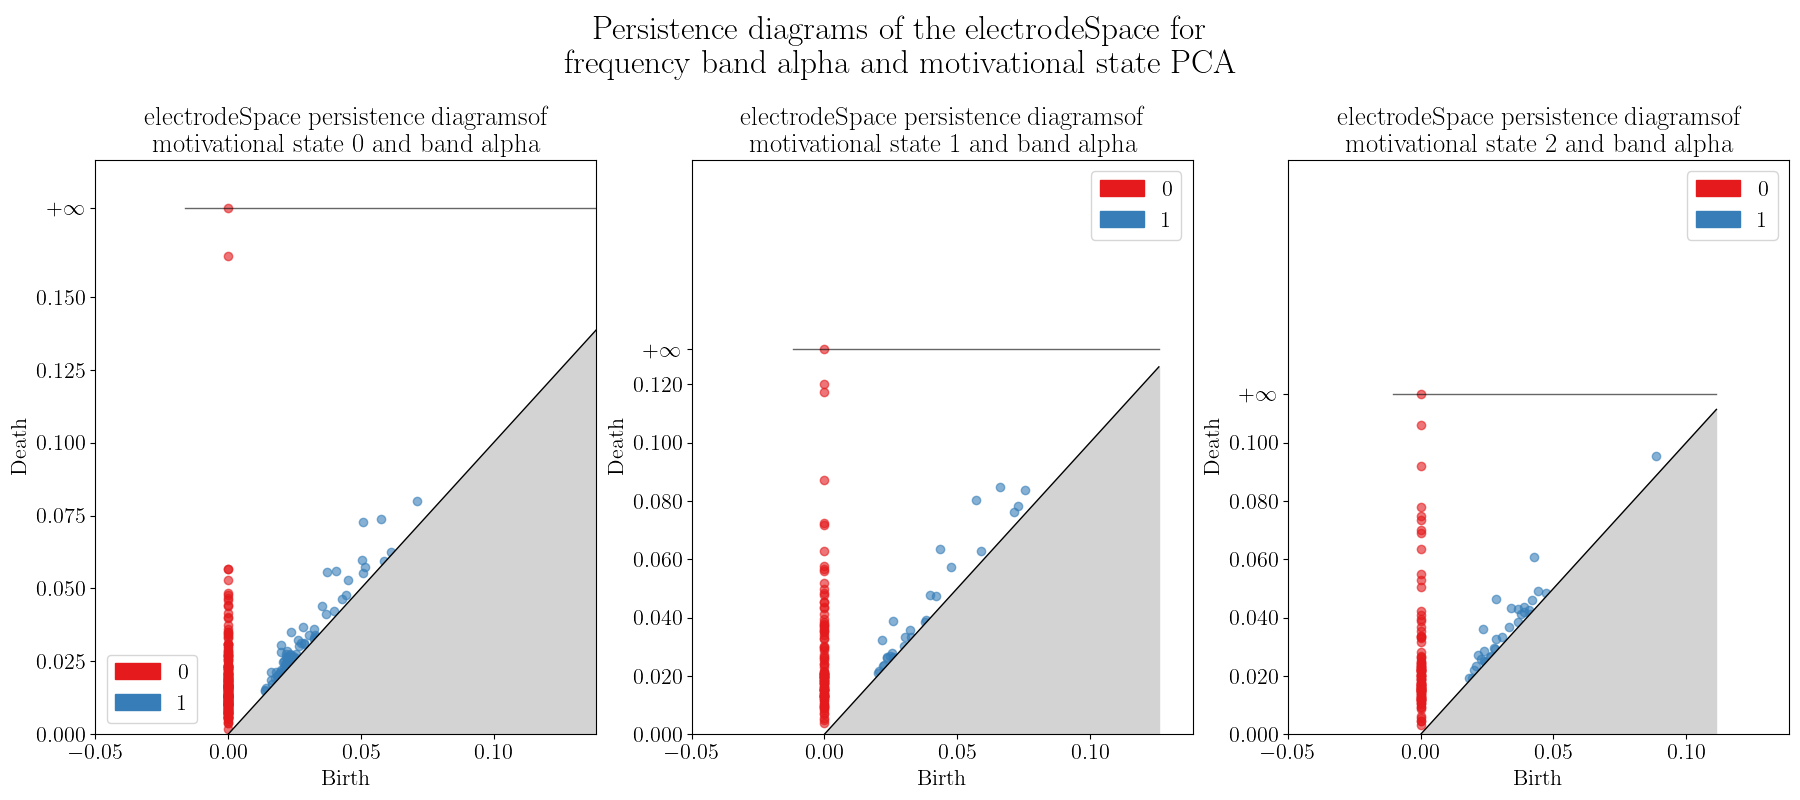 Persistence diagrams of the electrodeSpace for
frequency band alpha and motivational state PCA
electrodeSpace persistence diagramsof
motivational state 0 and band alpha
+∞
0.150
0.125
0.100
0.075
0.050
0.025
0.000
Death
0
1
−0.05
0.00
0.05
0.10
Birth
electrodeSpace persistence diagramsof
motivational state 1 and band alpha
0
1
+∞
0.120
0.100
0.080
0.060
0.040
0.020
0.000
Death
−0.05
0.00
0.05
0.10
Birth
electrodeSpace persistence diagramsof
motivational state 2 and band alpha
0
1
+∞
0.100
0.080
0.060
0.040
0.020
0.000
Death
−0.05
0.00
0.05
0.10
Birth